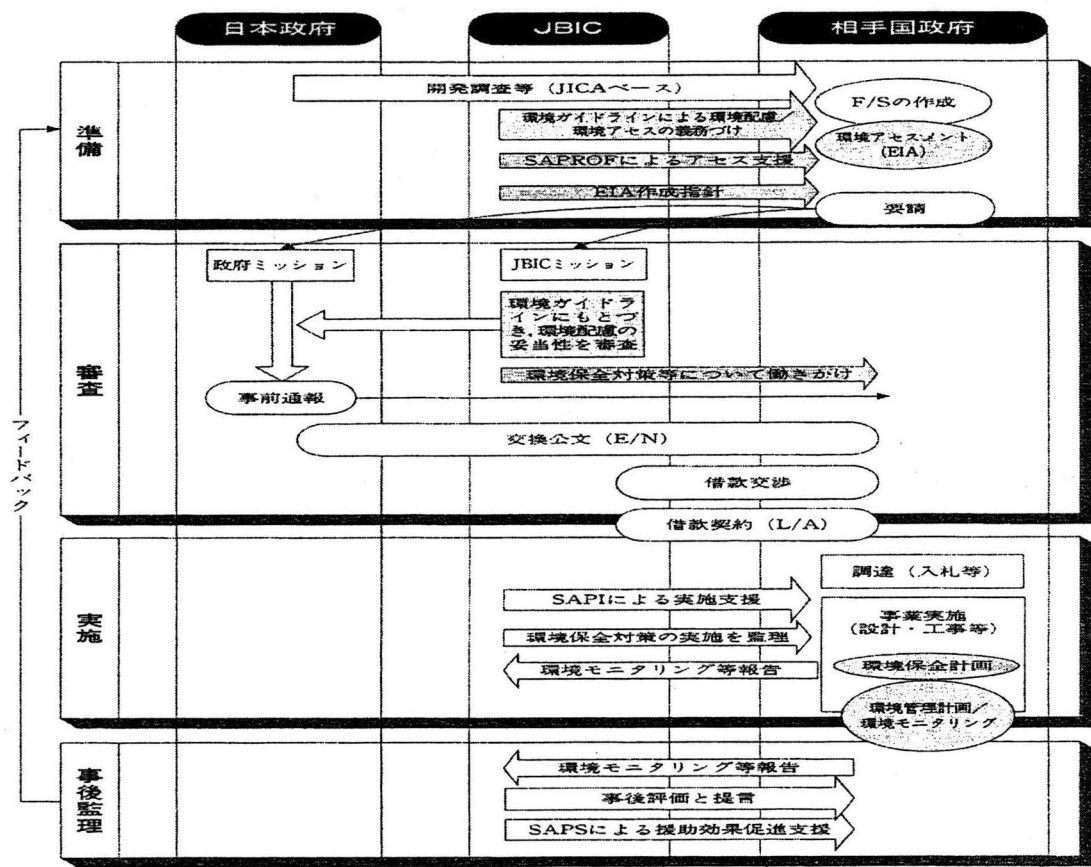 日本政府
JBIC
相手国政府
準備
開発調査等 (JICAベース)
F/Sの作成
環境ガイドラインによる環境配慮/
環境アセスの義務づけ
環境アセスメント
(EIA)
SAPROFによるアセス支援
EIA作成指針
要請
審査
政府ミッション
JBICミッション
環境ガイドラ
インにもとづ
き,環境配慮の
妥当性を審査
環境保全対策等について働きかけ
事前通報
交換公文 (E/N)
借款交渉
借款契約 (L/A)
フィードバック
実施
調達 (入札等)
SAPIによる実施支援
事業実施
(設計・工事等)
環境保全対策の実施を監理
環境モニタリング等報告
環境保全計画
環境管理計画/
環境モニタリング
事後監理
環境モニタリング等報告
事後評価と提言
SAPSによる援助効果促進支援